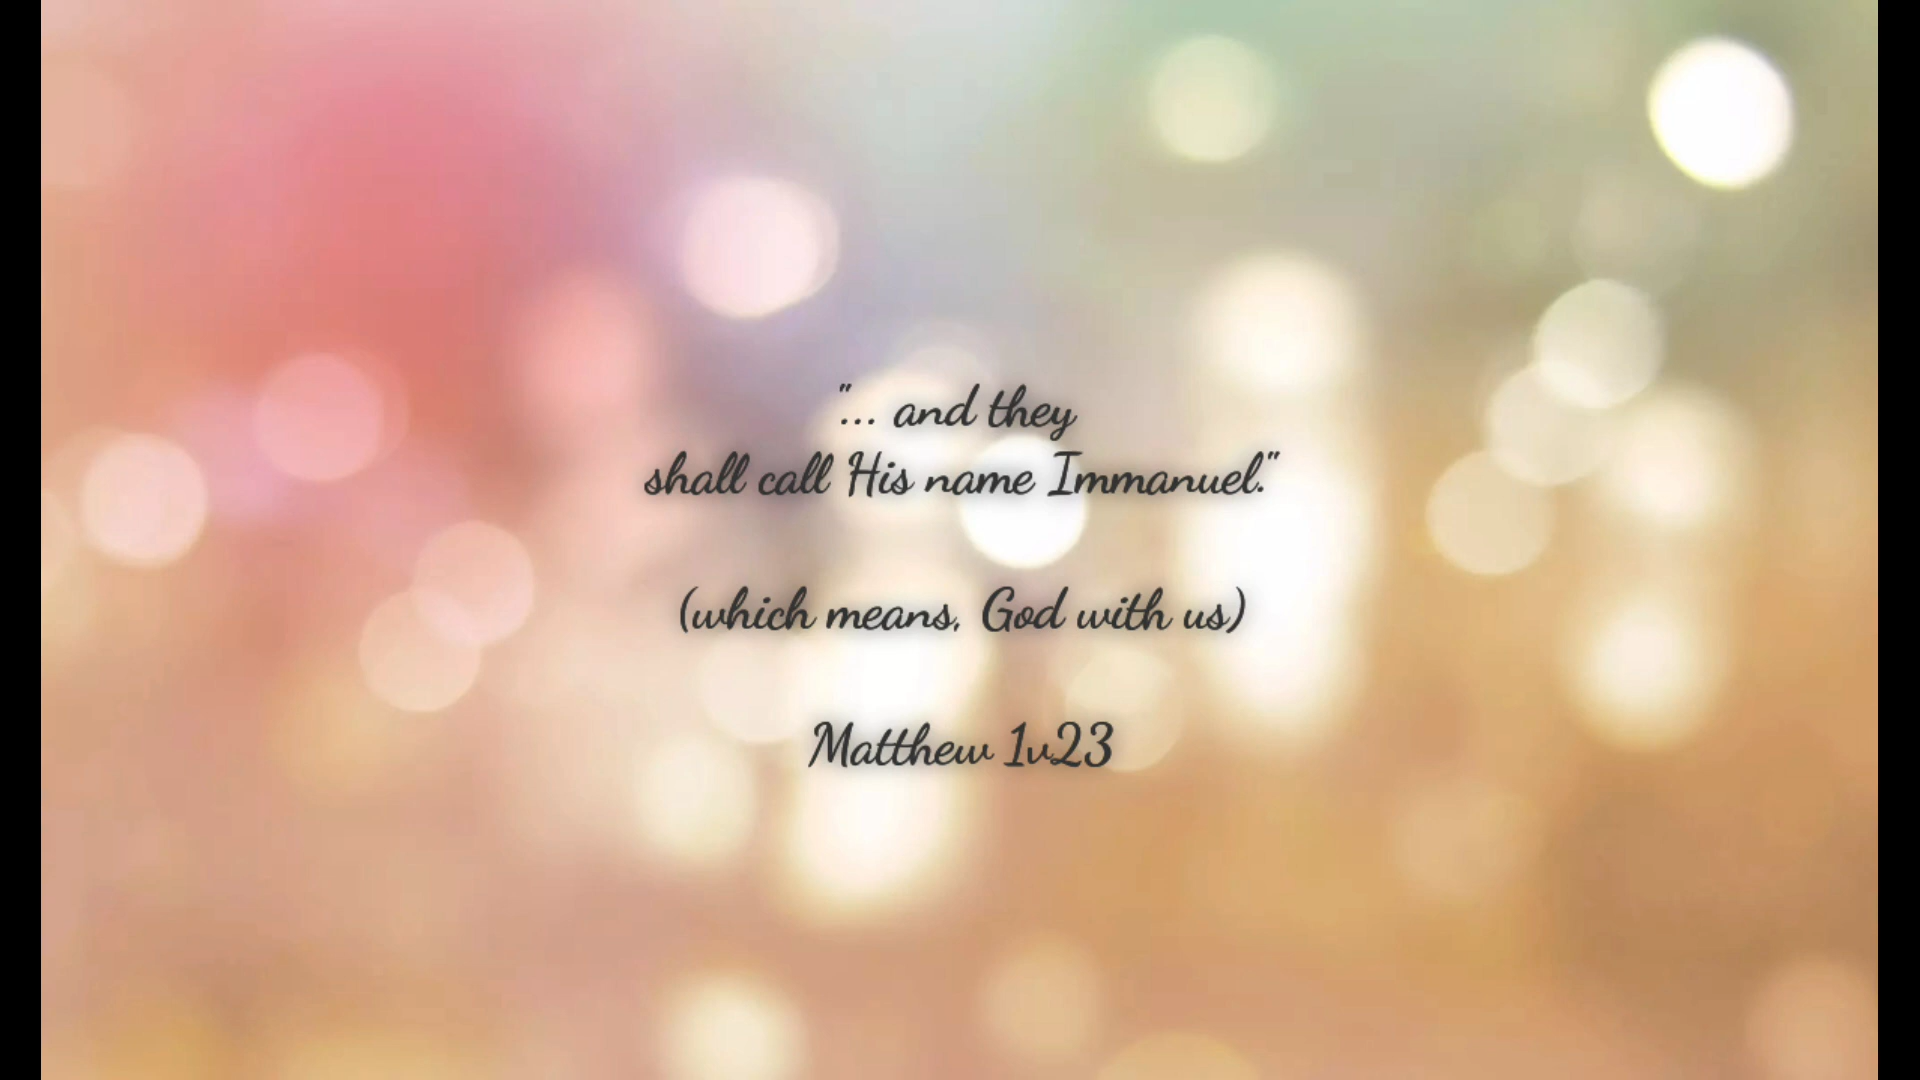 "... and they
shall call His name Immanuel."
(which means, God with us)
Matthew 1v23